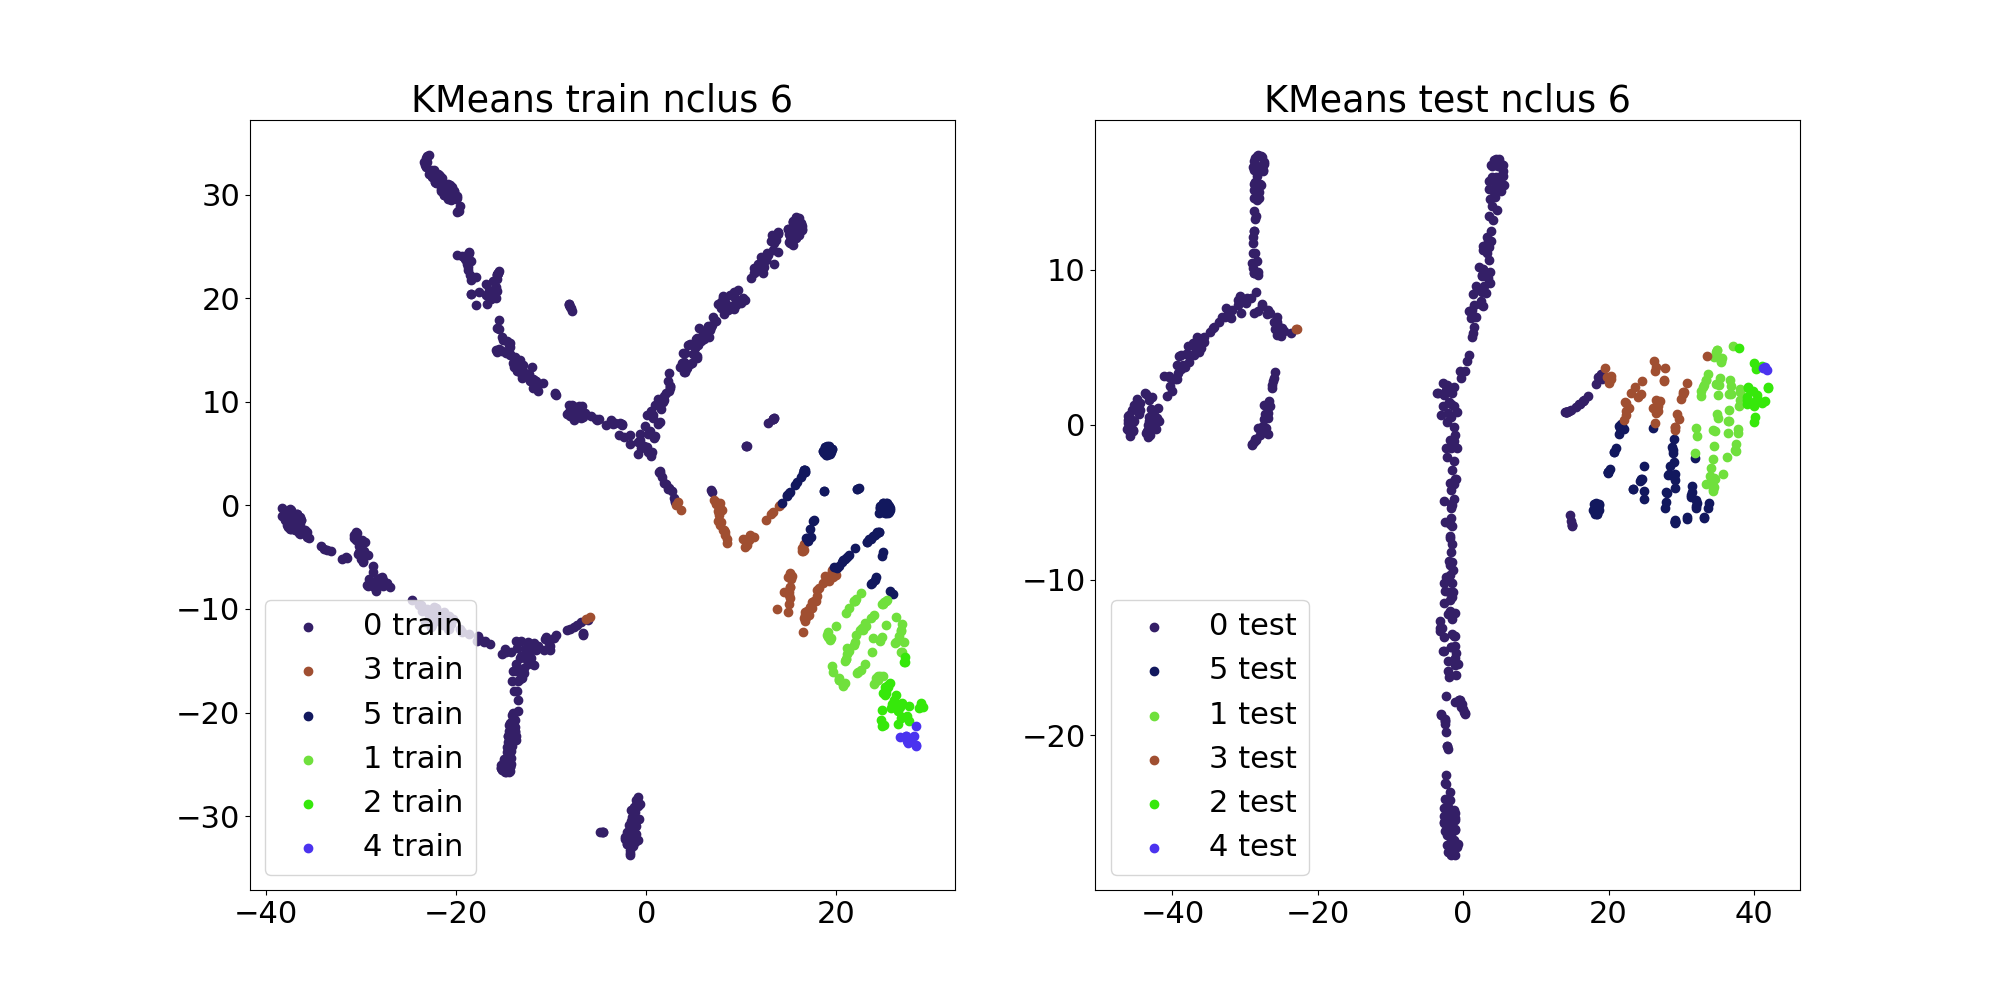 KMeans train nclus 6
30
20
10
0
−10
−20
−30
−40
−20
0
20
0 train
3 train
5 train
1 train
2 train
4 train
KMeans test nclus 6
10
0
−10
−20
−40
−20
0
20
40
0 test
5 test
1 test
3 test
2 test
4 test